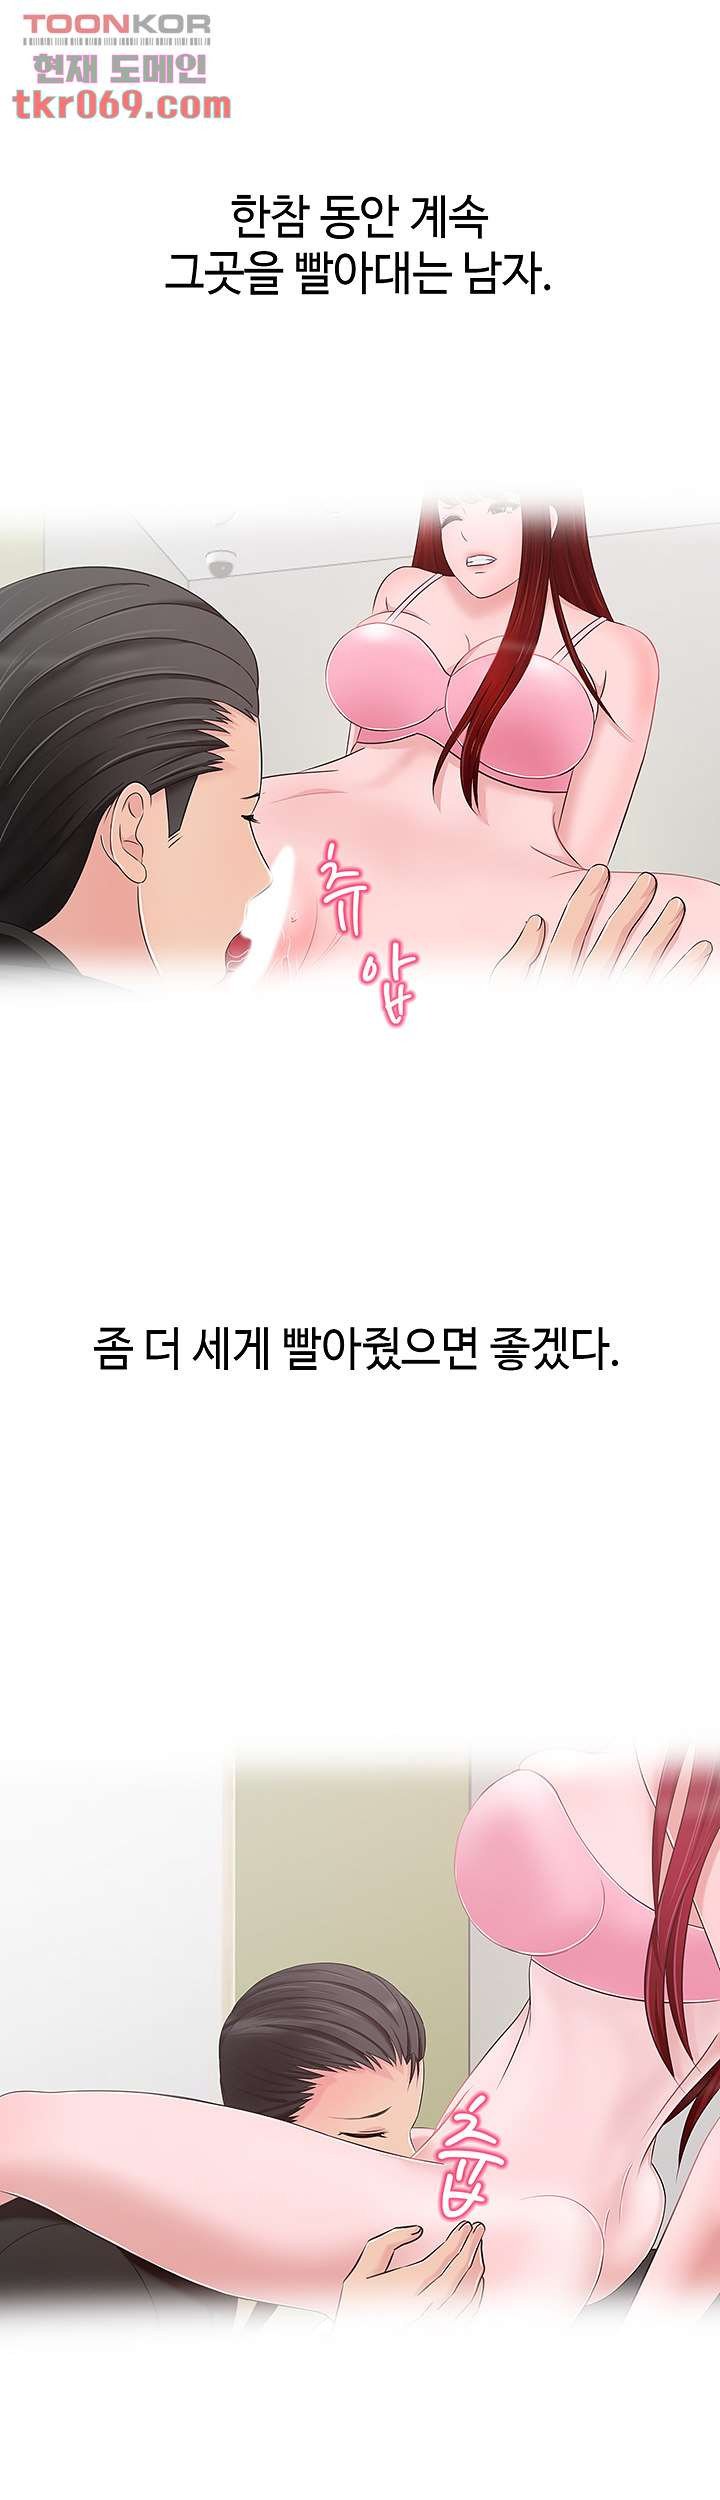 TOONKOR
현재 도메인
tkr069.com
한참 동안 계속
그곳을 빨아대는 남자.
츄
압
좀 더 세게 빨아줬으면 좋겠다.
츕